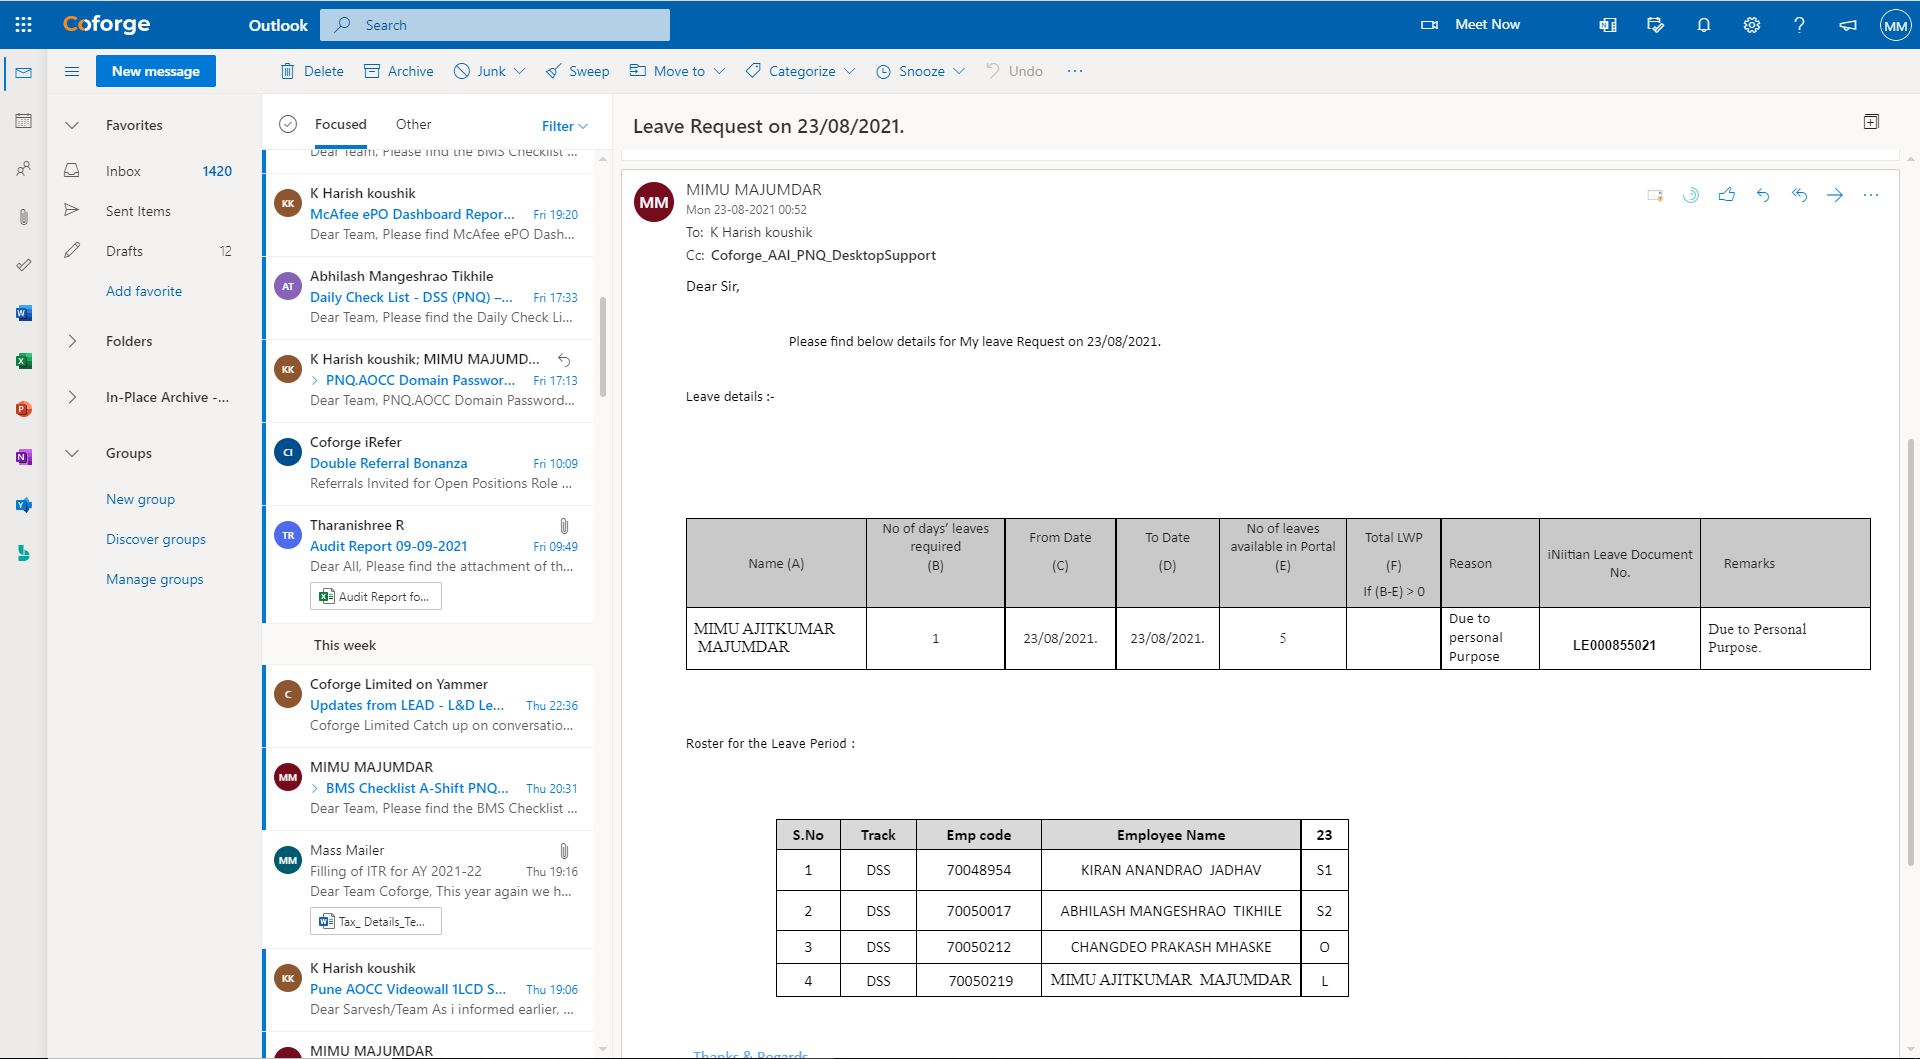 Coforge
Outlook
Search
Meet Now
MM
New message
Delete
Archive
Junk
Sweep
Move to
Categorize
Snooze
Undo
Favorites
Inbox 1420
Sent Items
Drafts 12
Add favorite
Folders
In-Place Archive -...
Groups
New group
Discover groups
Manage groups
Focused
Other
Filter
Dear Team, Please find the BMS Checklist ...
KK
K Harish koushik
McAfee ePO Dashboard Repor... Fri 19:20
Dear Team, Please find McAfee ePO Dash...
AT
Abhilash Mangeshrao Tikhile
Daily Check List - DSS (PNQ) –... Fri 17:33
Dear Team, Please find the Daily Check Li...
KK
K Harish koushik; MIMU MAJUMD...
PNQ.AOCC Domain Passwor... Fri 17:13
Dear Team, PNQ.AOCC Domain Password...
CI
Coforge iRefer
Double Referral Bonanza Fri 10:09
Referrals Invited for Open Positions Role ...
TR
Tharanishree R
Audit Report 09-09-2021 Fri 09:49
Dear All, Please find the attachment of th...
Audit Report fo...
This week
C
Coforge Limited on Yammer
Updates from LEAD - L&D Le... Thu 22:36
Coforge Limited Catch up on conversatio...
MM
MIMU MAJUMDAR
BMS Checklist A-Shift PNQ... Thu 20:31
Dear Team, Please find the BMS Checklist ...
MM
Mass Mailer
Filling of ITR for AY 2021-22 Thu 19:16
Dear Team Coforge, This year again we h...
Tax_ Details_Te...
KK
K Harish koushik
Pune AOCC Videowall 1LCD S... Thu 19:06
Dear Sarvesh/Team As i informed earlier, ...
MIMU MAJUMDAR
Leave Request on 23/08/2021.
MM
MIMU MAJUMDAR
Mon 23-08-2021 00:52
To: K Harish koushik
Cc: Coforge_AAI_PNQ_DesktopSupport
Dear Sir,
Please find below details for My leave Request on 23/08/2021.
Leave details :-
Name (A)
No of days’ leaves
required
(B)
From Date
(C)
To Date
(D)
No of leaves
available in Portal
(E)
Total LWP
(F)
If (B-E) > 0
Reason
iNiitian Leave Document
No.
Remarks
MIMU AJITKUMAR
MAJUMDAR
1
23/08/2021.
23/08/2021.
5
Due to
personal
Purpose
LE000855021
Due to Personal
Purpose.
Roster for the Leave Period :
S.No Track Emp code Employee Name 23
1 DSS 70048954 KIRAN ANANDRAO JADHAV S1
2 DSS 70050017 ABHILASH MANGESHRAO TIKHILE S2
3 DSS 70050212 CHANGDEO PRAKASH MHASKE O
4 DSS 70050219 MIMU AJITKUMAR MAJUMDAR L
Thanks & Regards